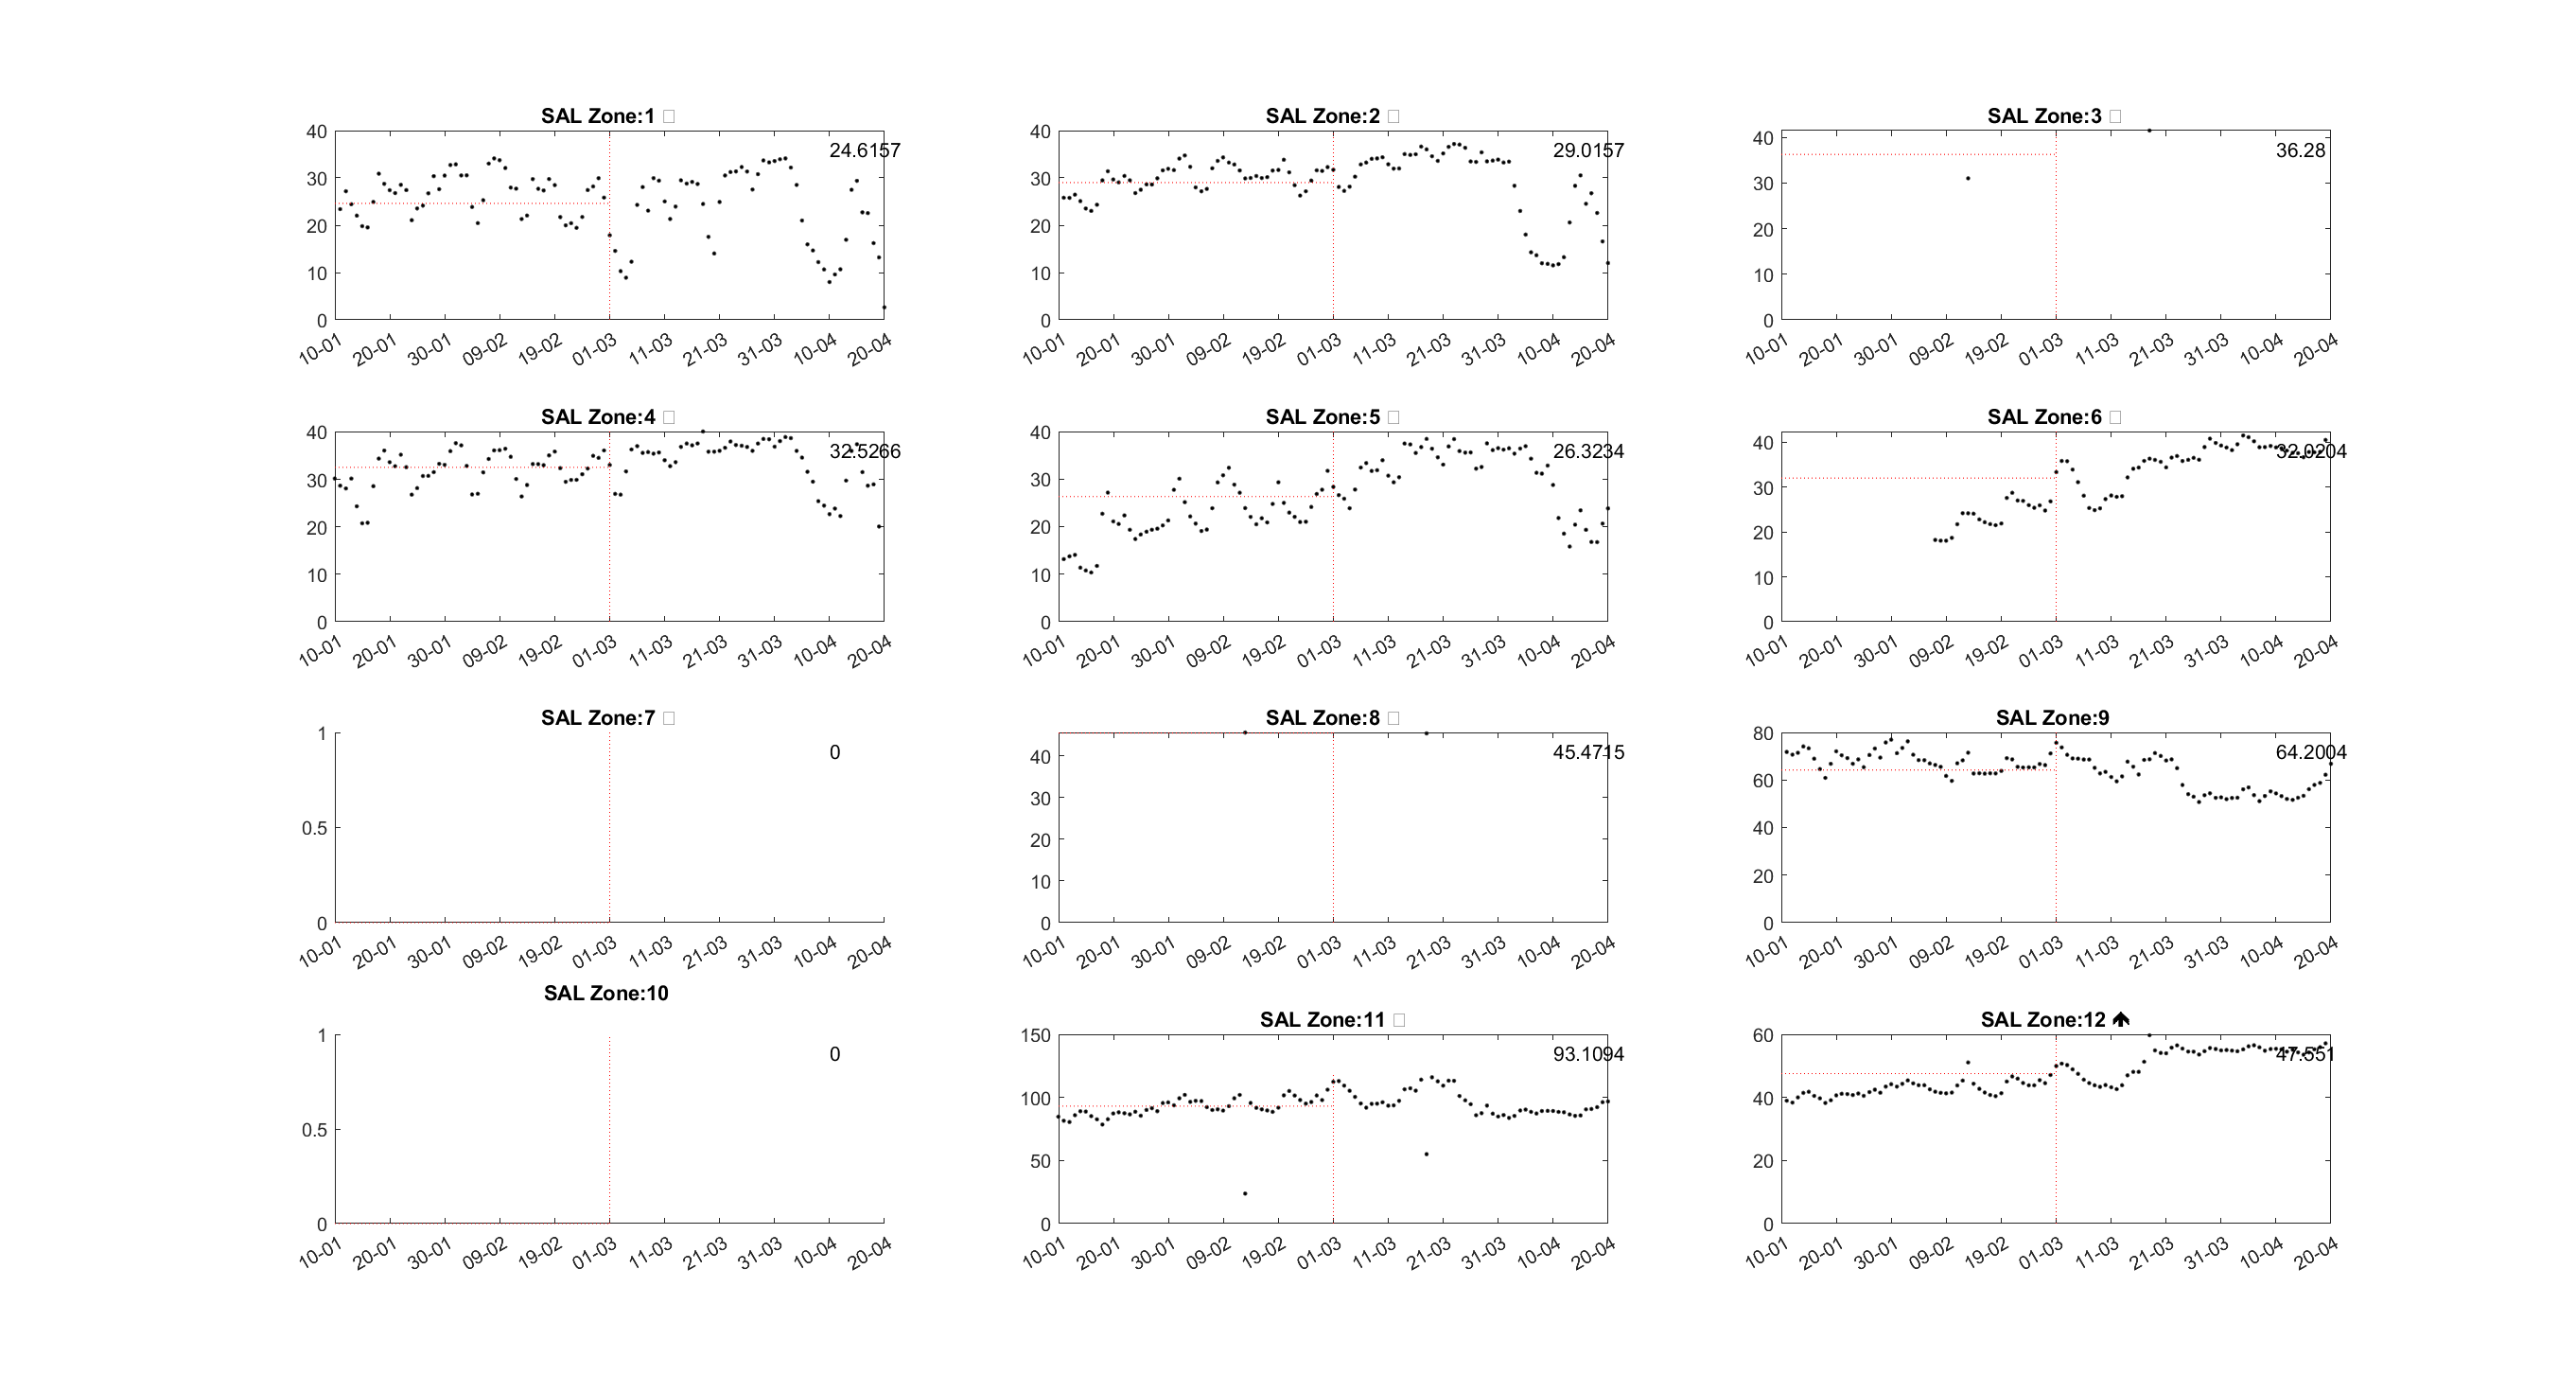 SAL Zone:1 □
40
30
20
10
0
24.6157
10-01 20-01 30-01 09-02 19-02 01-03 11-03 21-03 31-03 10-04 20-04
SAL Zone:2 □
40
30
20
10
0
29.0157
10-01 20-01 30-01 09-02 19-02 01-03 11-03 21-03 31-03 10-04 20-04
SAL Zone:3 □
40
30
20
10
0
36.28
10-01 20-01 30-01 09-02 19-02 01-03 11-03 21-03 31-03 10-04 20-04
SAL Zone:4 □
40
30
20
10
0
32.5266
10-01 20-01 30-01 09-02 19-02 01-03 11-03 21-03 31-03 10-04 20-04
SAL Zone:5 □
40
30
20
10
0
26.3234
10-01 20-01 30-01 09-02 19-02 01-03 11-03 21-03 31-03 10-04 20-04
SAL Zone:6 □
40
30
20
10
0
32.0204
10-01 20-01 30-01 09-02 19-02 01-03 11-03 21-03 31-03 10-04 20-04
SAL Zone:7 □
1
0.5
0
0
10-01 20-01 30-01 09-02 19-02 01-03 11-03 21-03 31-03 10-04 20-04
SAL Zone:8 □
40
30
20
10
0
45.4715
10-01 20-01 30-01 09-02 19-02 01-03 11-03 21-03 31-03 10-04 20-04
SAL Zone:9
80
60
40
20
0
64.2004
10-01 20-01 30-01 09-02 19-02 01-03 11-03 21-03 31-03 10-04 20-04
SAL Zone:10
1
0.5
0
0
10-01 20-01 30-01 09-02 19-02 01-03 11-03 21-03 31-03 10-04 20-04
SAL Zone:11 □
150
100
50
0
93.1094
10-01 20-01 30-01 09-02 19-02 01-03 11-03 21-03 31-03 10-04 20-04
SAL Zone:12 🡹
60
40
20
0
47.551
10-01 20-01 30-01 09-02 19-02 01-03 11-03 21-03 31-03 10-04 20-04